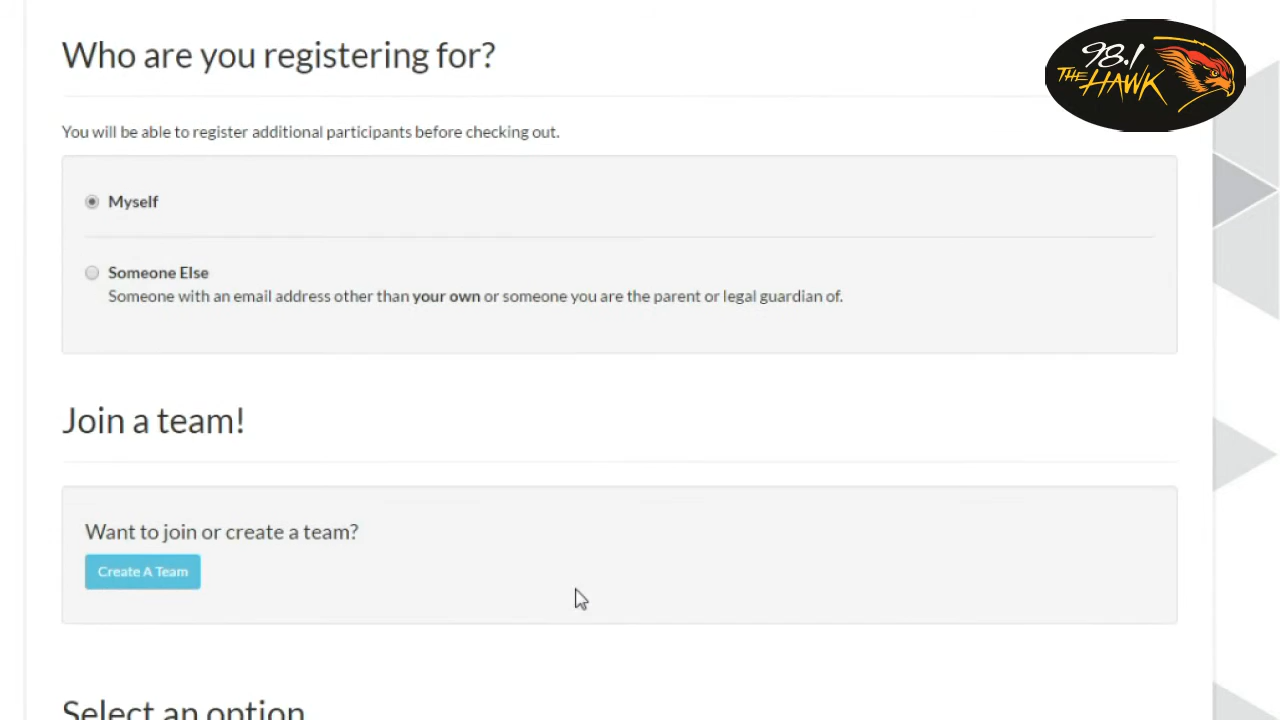 Who are you registering for?
98.1
THE HAWK
You will be able to register additional participants before checking out.
Myself
Someone Else
Someone with an email address other than your own or someone you are the parent or legal guardian of.
Join a team!
Want to join or create a team?
Create A Team
Select an option